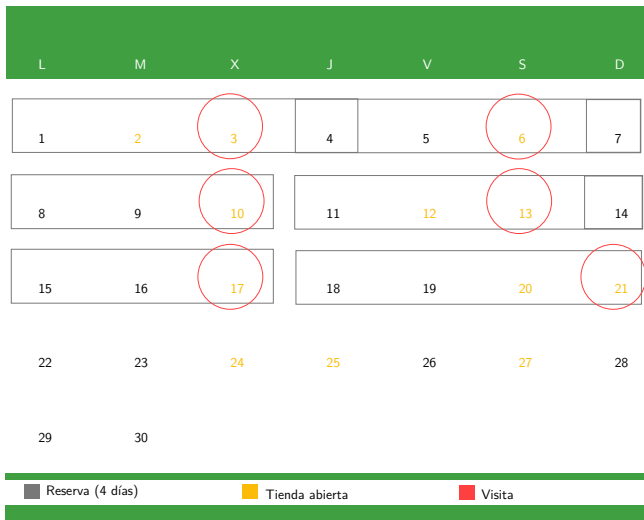 L M X J V S D
1 2 3 4 5 6 7
8 9 10 11 12 13 14
15 16 17 18 19 20 21
22 23 24 25 26 27 28
29 30
Reserva (4 días) Tienda abierta Visita